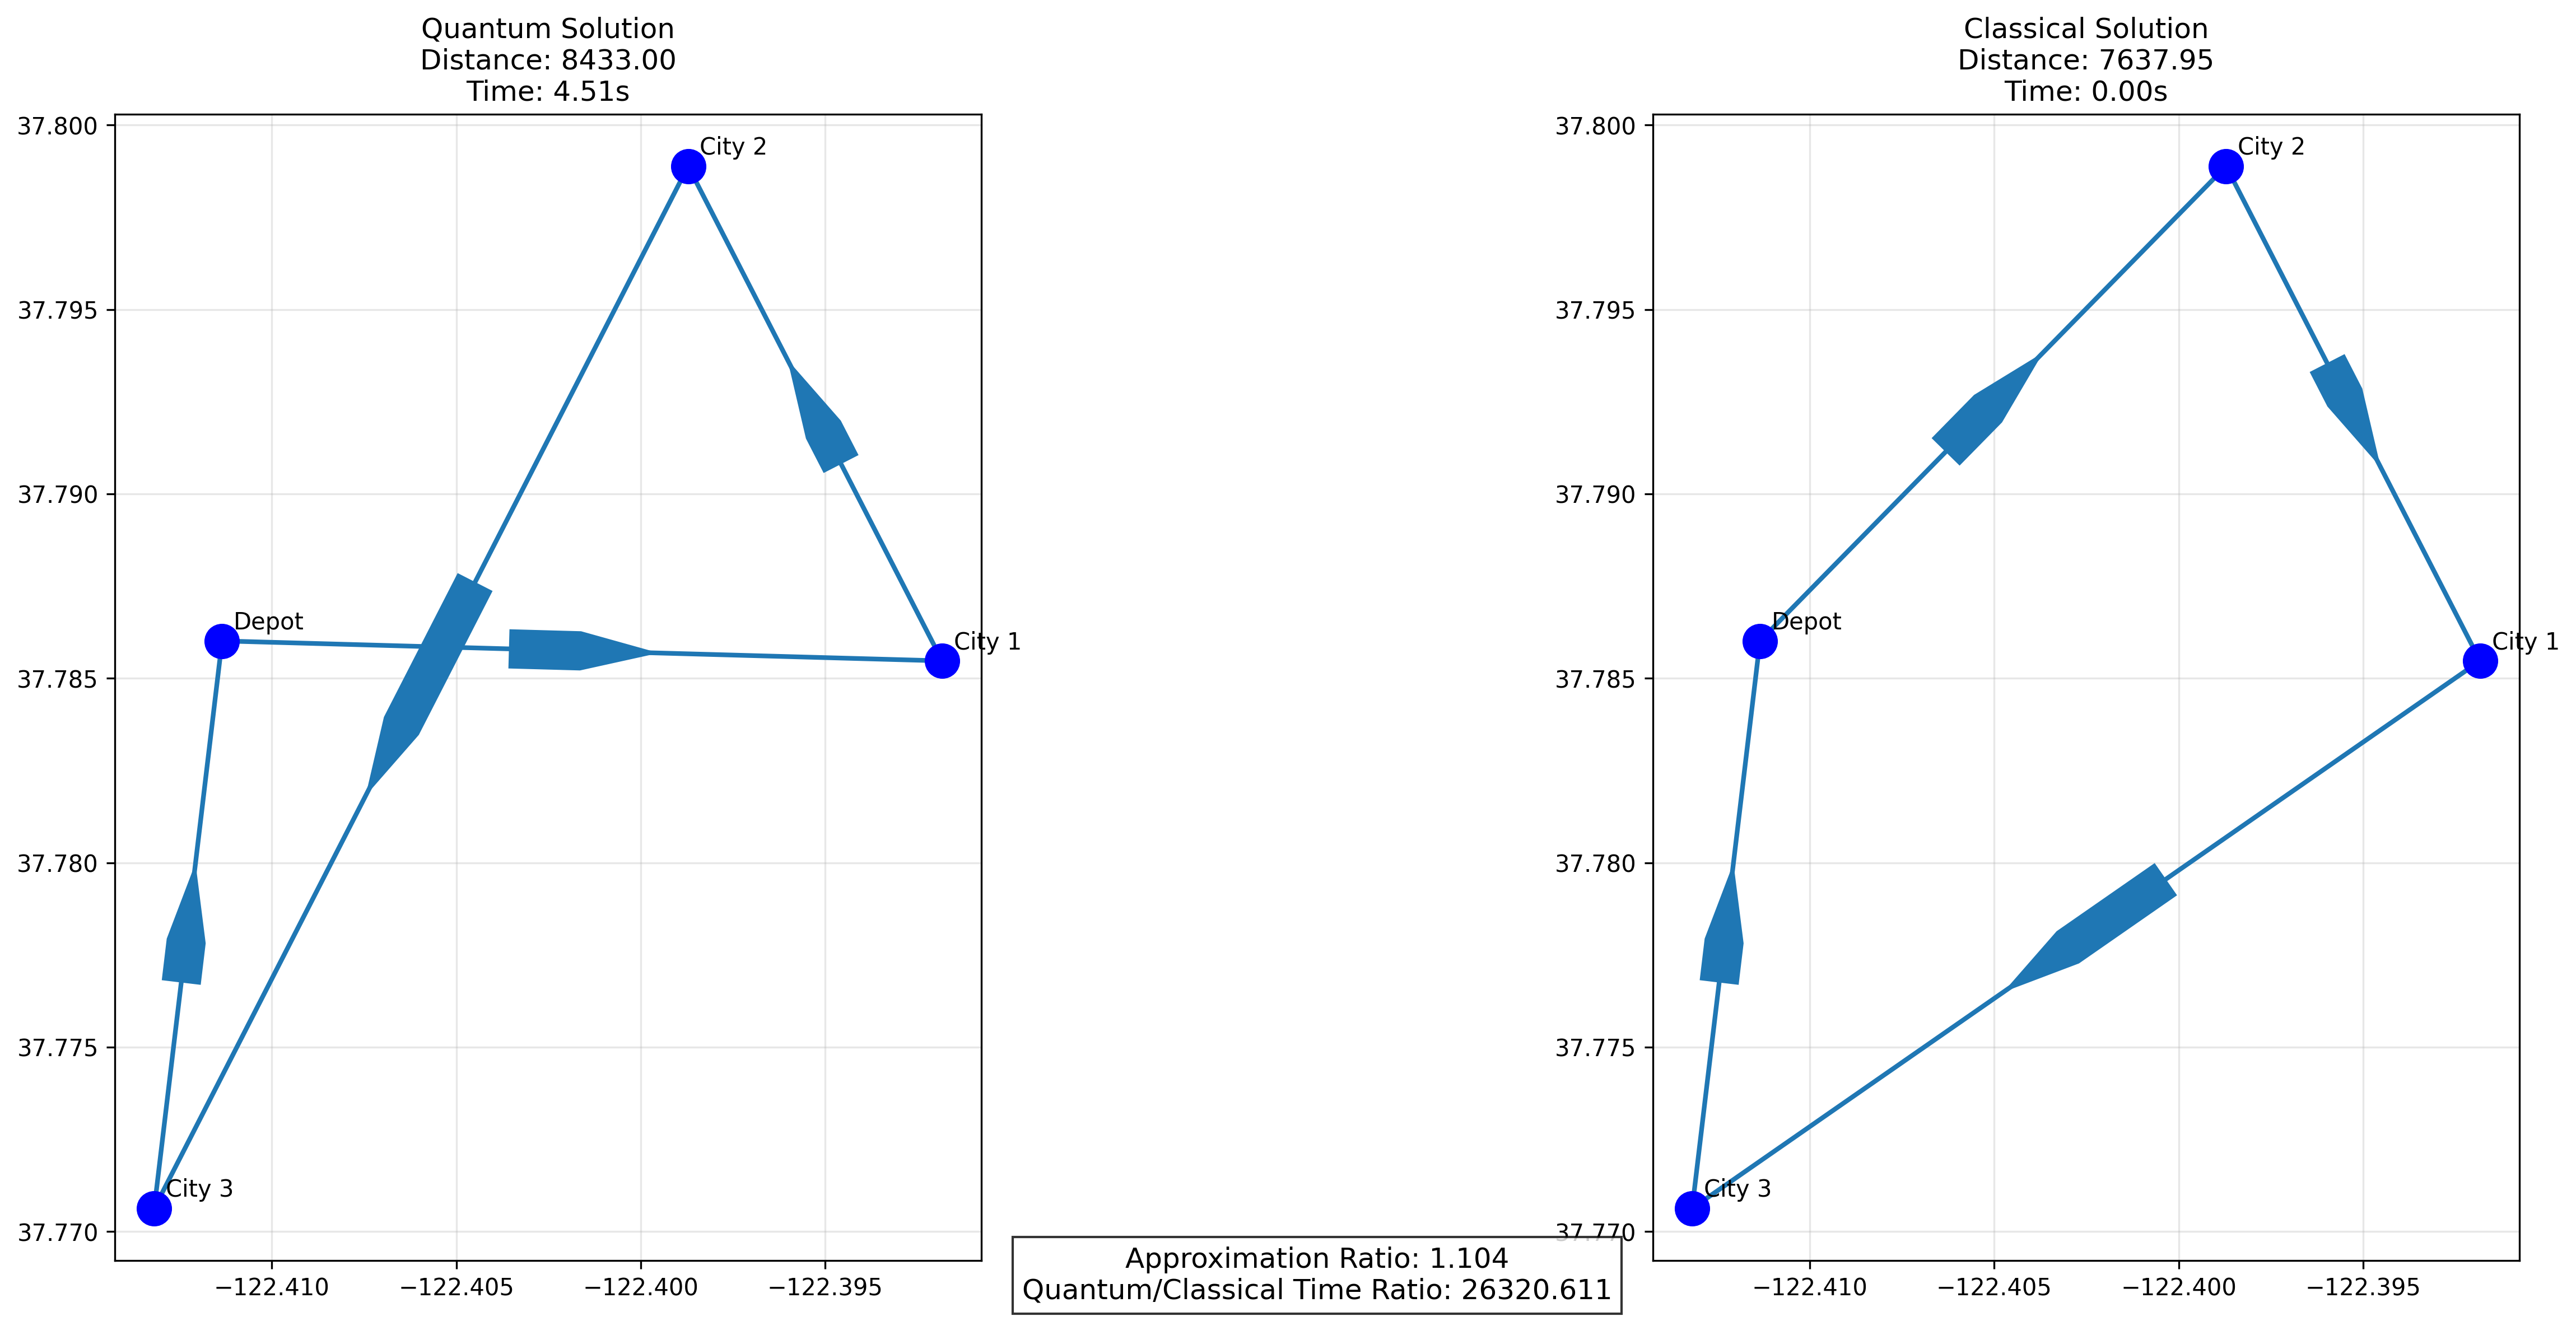 Quantum Solution
Distance: 8433.00
Time: 4.51s
37.800
37.795
37.790
37.785
37.780
37.775
37.770
City 2
Depot
City 1
City 3
−122.410
−122.405
−122.400
−122.395
Classical Solution
Distance: 7637.95
Time: 0.00s
37.800
37.795
37.790
37.785
37.780
37.775
37.770
City 2
Depot
City 1
City 3
−122.410
−122.405
−122.400
−122.395
Approximation Ratio: 1.104
Quantum/Classical Time Ratio: 26320.611